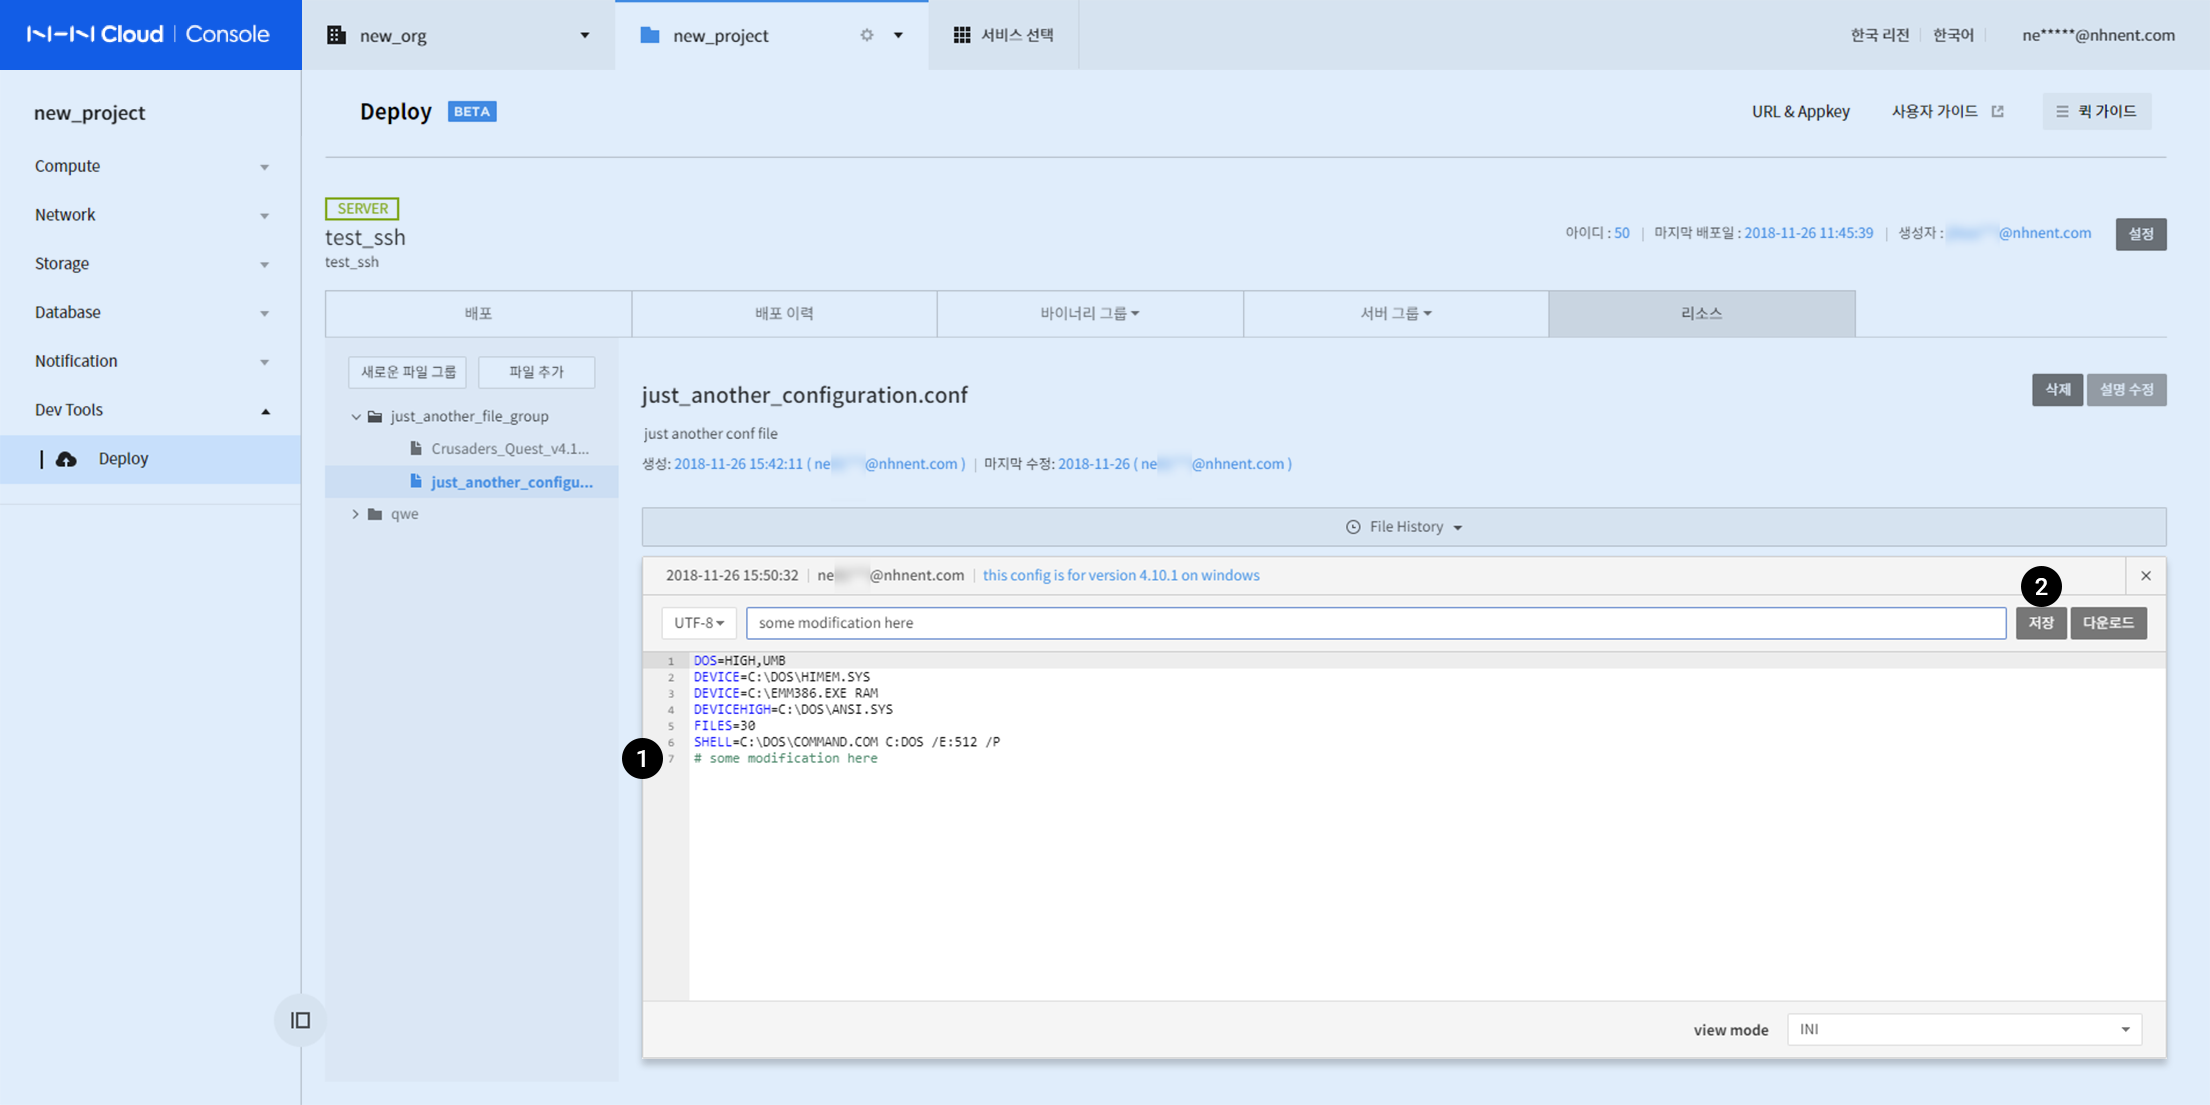 NHN Cloud | Console
new_org
new_project
서비스 선택
한국 리전
한국어
ne*****@nhnent.com
new_project
Compute
Network
Storage
Database
Notification
Dev Tools
Deploy
Deploy BETA
URL & Appkey
사용자 가이드
퀵 가이드
SERVER
test_ssh
test_ssh
아이디 : 50 | 마지막 배포일 : 2018-11-26 11:45:39 | 생성자 : @nhnent.com
설정
배포
배포 이력
바이너리 그룹
서버 그룹
리소스
새로운 파일 그룹
파일 추가
just_another_file_group
Crusaders_Quest_v4.1...
just_another_configu...
qwe
just_another_configuration.conf
삭제
설명 수정
just another conf file
생성: 2018-11-26 15:42:11 ( ne @nhnent.com ) | 마지막 수정: 2018-11-26 ( ne @nhnent.com )
File History
2018-11-26 15:50:32 | ne @nhnent.com | this config is for version 4.10.1 on windows
2
UTF-8
some modification here
저장
다운로드
1 DOS=HIGH,UMB
2 DEVICE=C:\DOS\HIMEM.SYS
3 DEVICE=C:\EMM386.EXE RAM
4 DEVICEHIGH=C:\DOS\ANSI.SYS
5 FILES=30
6 SHELL=C:\DOS\COMMAND.COM C:DOS /E:512 /P
1
7 # some modification here
view mode
INI